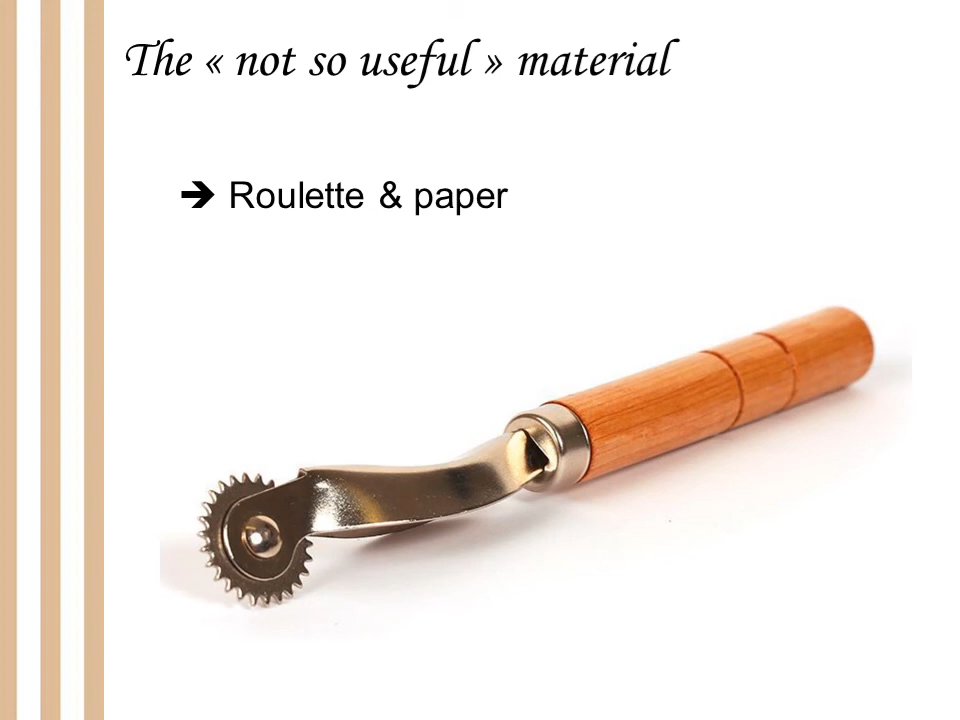 The « not so useful » material
➔ Roulette & paper